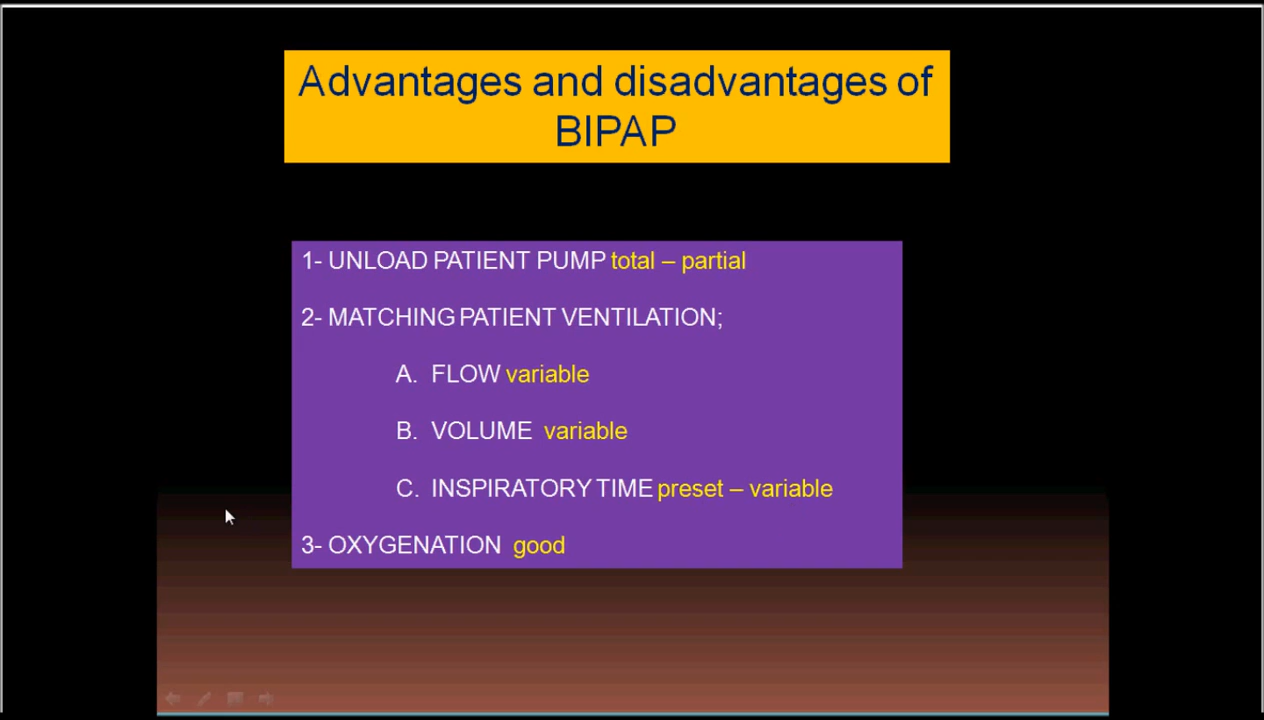 Advantages and disadvantages of
BIPAP
1- UNLOAD PATIENT PUMP total – partial
2- MATCHING PATIENT VENTILATION;
A. FLOW variable
B. VOLUME variable
C. INSPIRATORY TIME preset – variable
3- OXYGENATION good